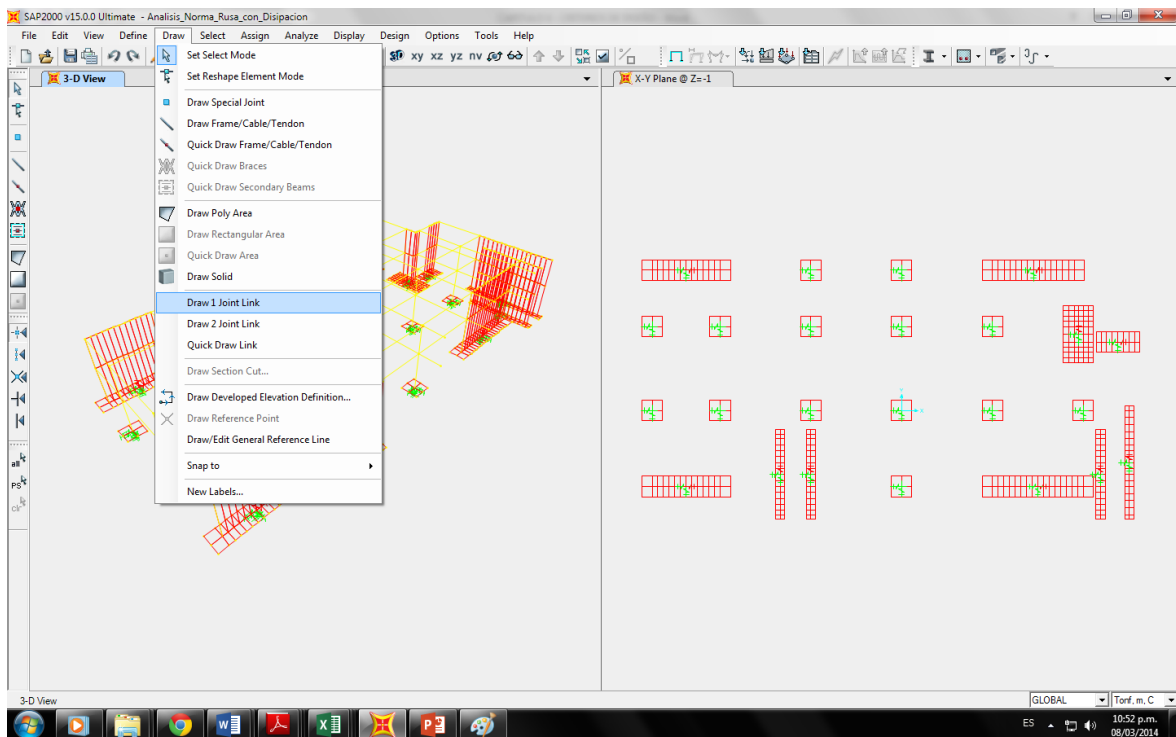 SAP2000 v15.0.0 Ultimate - Analisis_Norma_Rusa_con_Disipacion
File Edit View Define Draw Select Assign Analyze Display Design Options Tools Help
xy xz yz nv
3-D View
X-Y Plane @ Z=-1
Set Select Mode
Set Reshape Element Mode
Draw Special Joint
Draw Frame/Cable/Tendon
Quick Draw Frame/Cable/Tendon
Quick Draw Braces
Quick Draw Secondary Beams
Draw Poly Area
Draw Rectangular Area
Quick Draw Area
Draw Solid
Draw 1 Joint Link
Draw 2 Joint Link
Quick Draw Link
Draw Section Cut...
Draw Developed Elevation Definition...
Draw Reference Point
Draw/Edit General Reference Line
Snap to
New Labels...
all
PS
clr
3-D View
GLOBAL
Tonf, m, C
ES
10:52 p.m.
08/03/2014